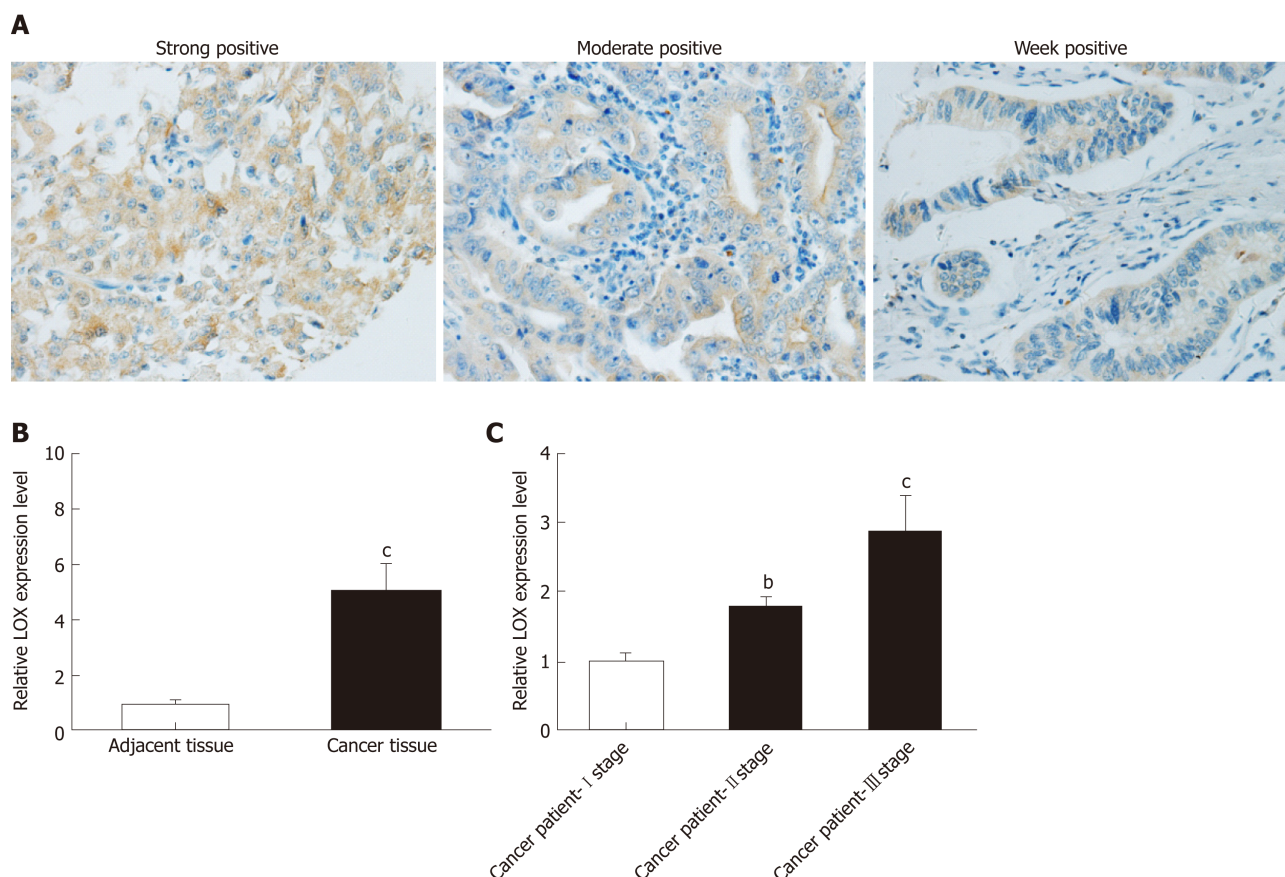 A
Strong positive
Moderate positive
Week positive
B
Relative LOX expression level
10
8
6
4
2
0
c
Adjacent tissue
Cancer tissue
C
Relative LOX expression level
4
3
2
1
0
b
c
Cancer patient-Ⅰ stage
Cancer patient-Ⅱ stage
Cancer patient-Ⅲ stage